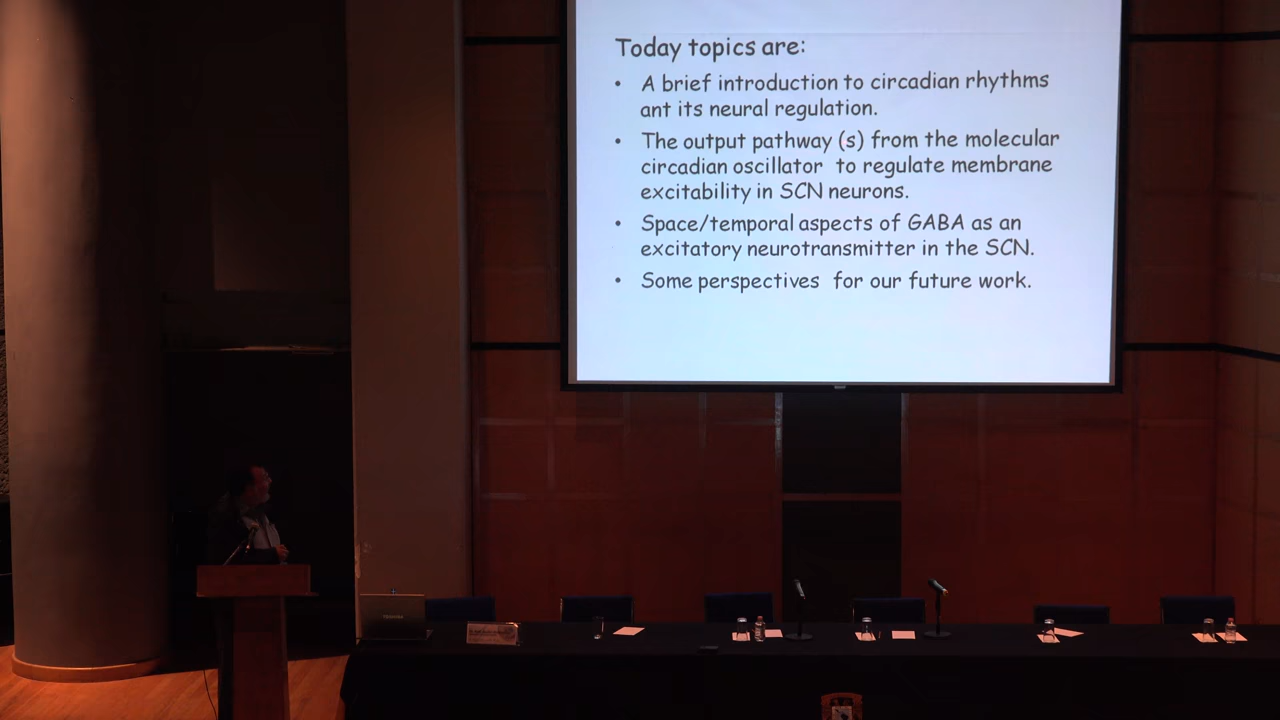 Today topics are:
• A brief introduction to circadian rhythms
ant its neural regulation.
• The output pathway (s) from the molecular
circadian oscillator to regulate membrane
excitability in SCN neurons.
• Space/temporal aspects of GABA as an
excitatory neurotransmitter in the SCN.
• Some perspectives for our future work.
TOSHIBA